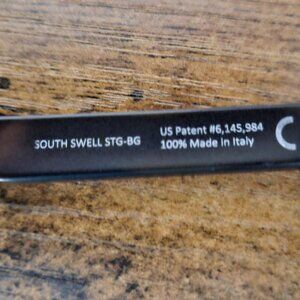 SOUTH SWELL STG-BG
US Patent #6,145,984
100% Made in Italy
C